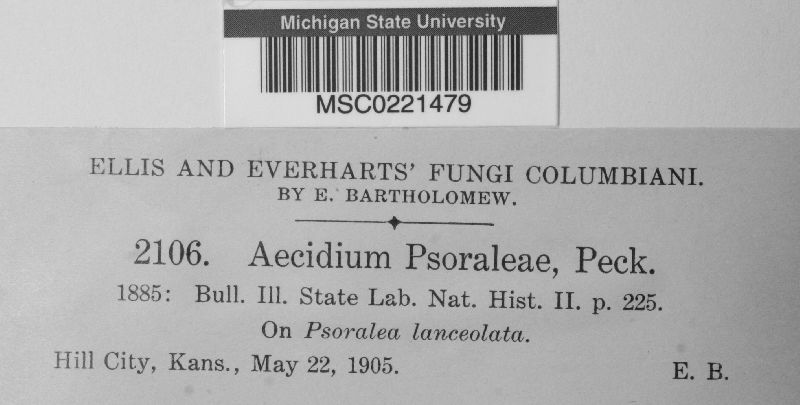 Michigan State University
MSC0221479
ELLIS AND EVERHARTS' FUNGI COLUMBIANI.
BY E. BARTHOLOMEW.
2106. Aecidium Psoraleae, Peck.
1885: Bull. Ill. State Lab. Nat. Hist. II. p. 225.
On Psoralea lanceolata.
Hill City, Kans., May 22, 1905.
E. B.